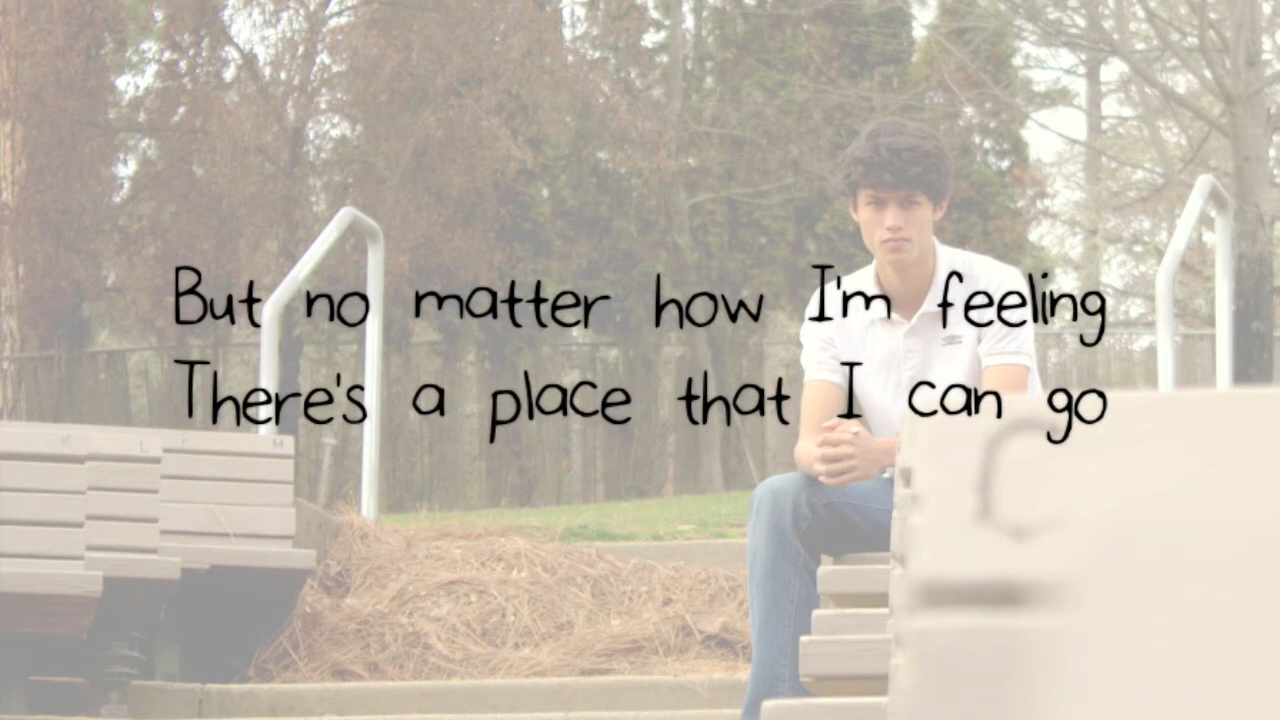 But no matter how I'm feeling
There's a place that I can go
K L M
C